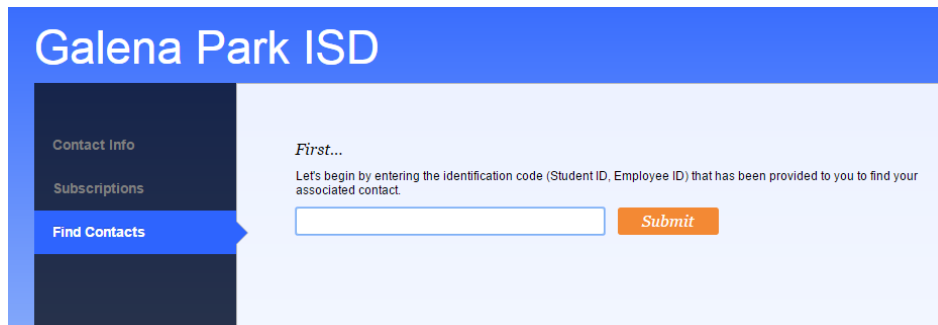 Galena Park ISD
Contact Info
Subscriptions
Find Contacts
First...
Let's begin by entering the identification code (Student ID, Employee ID) that has been provided to you to find your
associated contact.
Submit